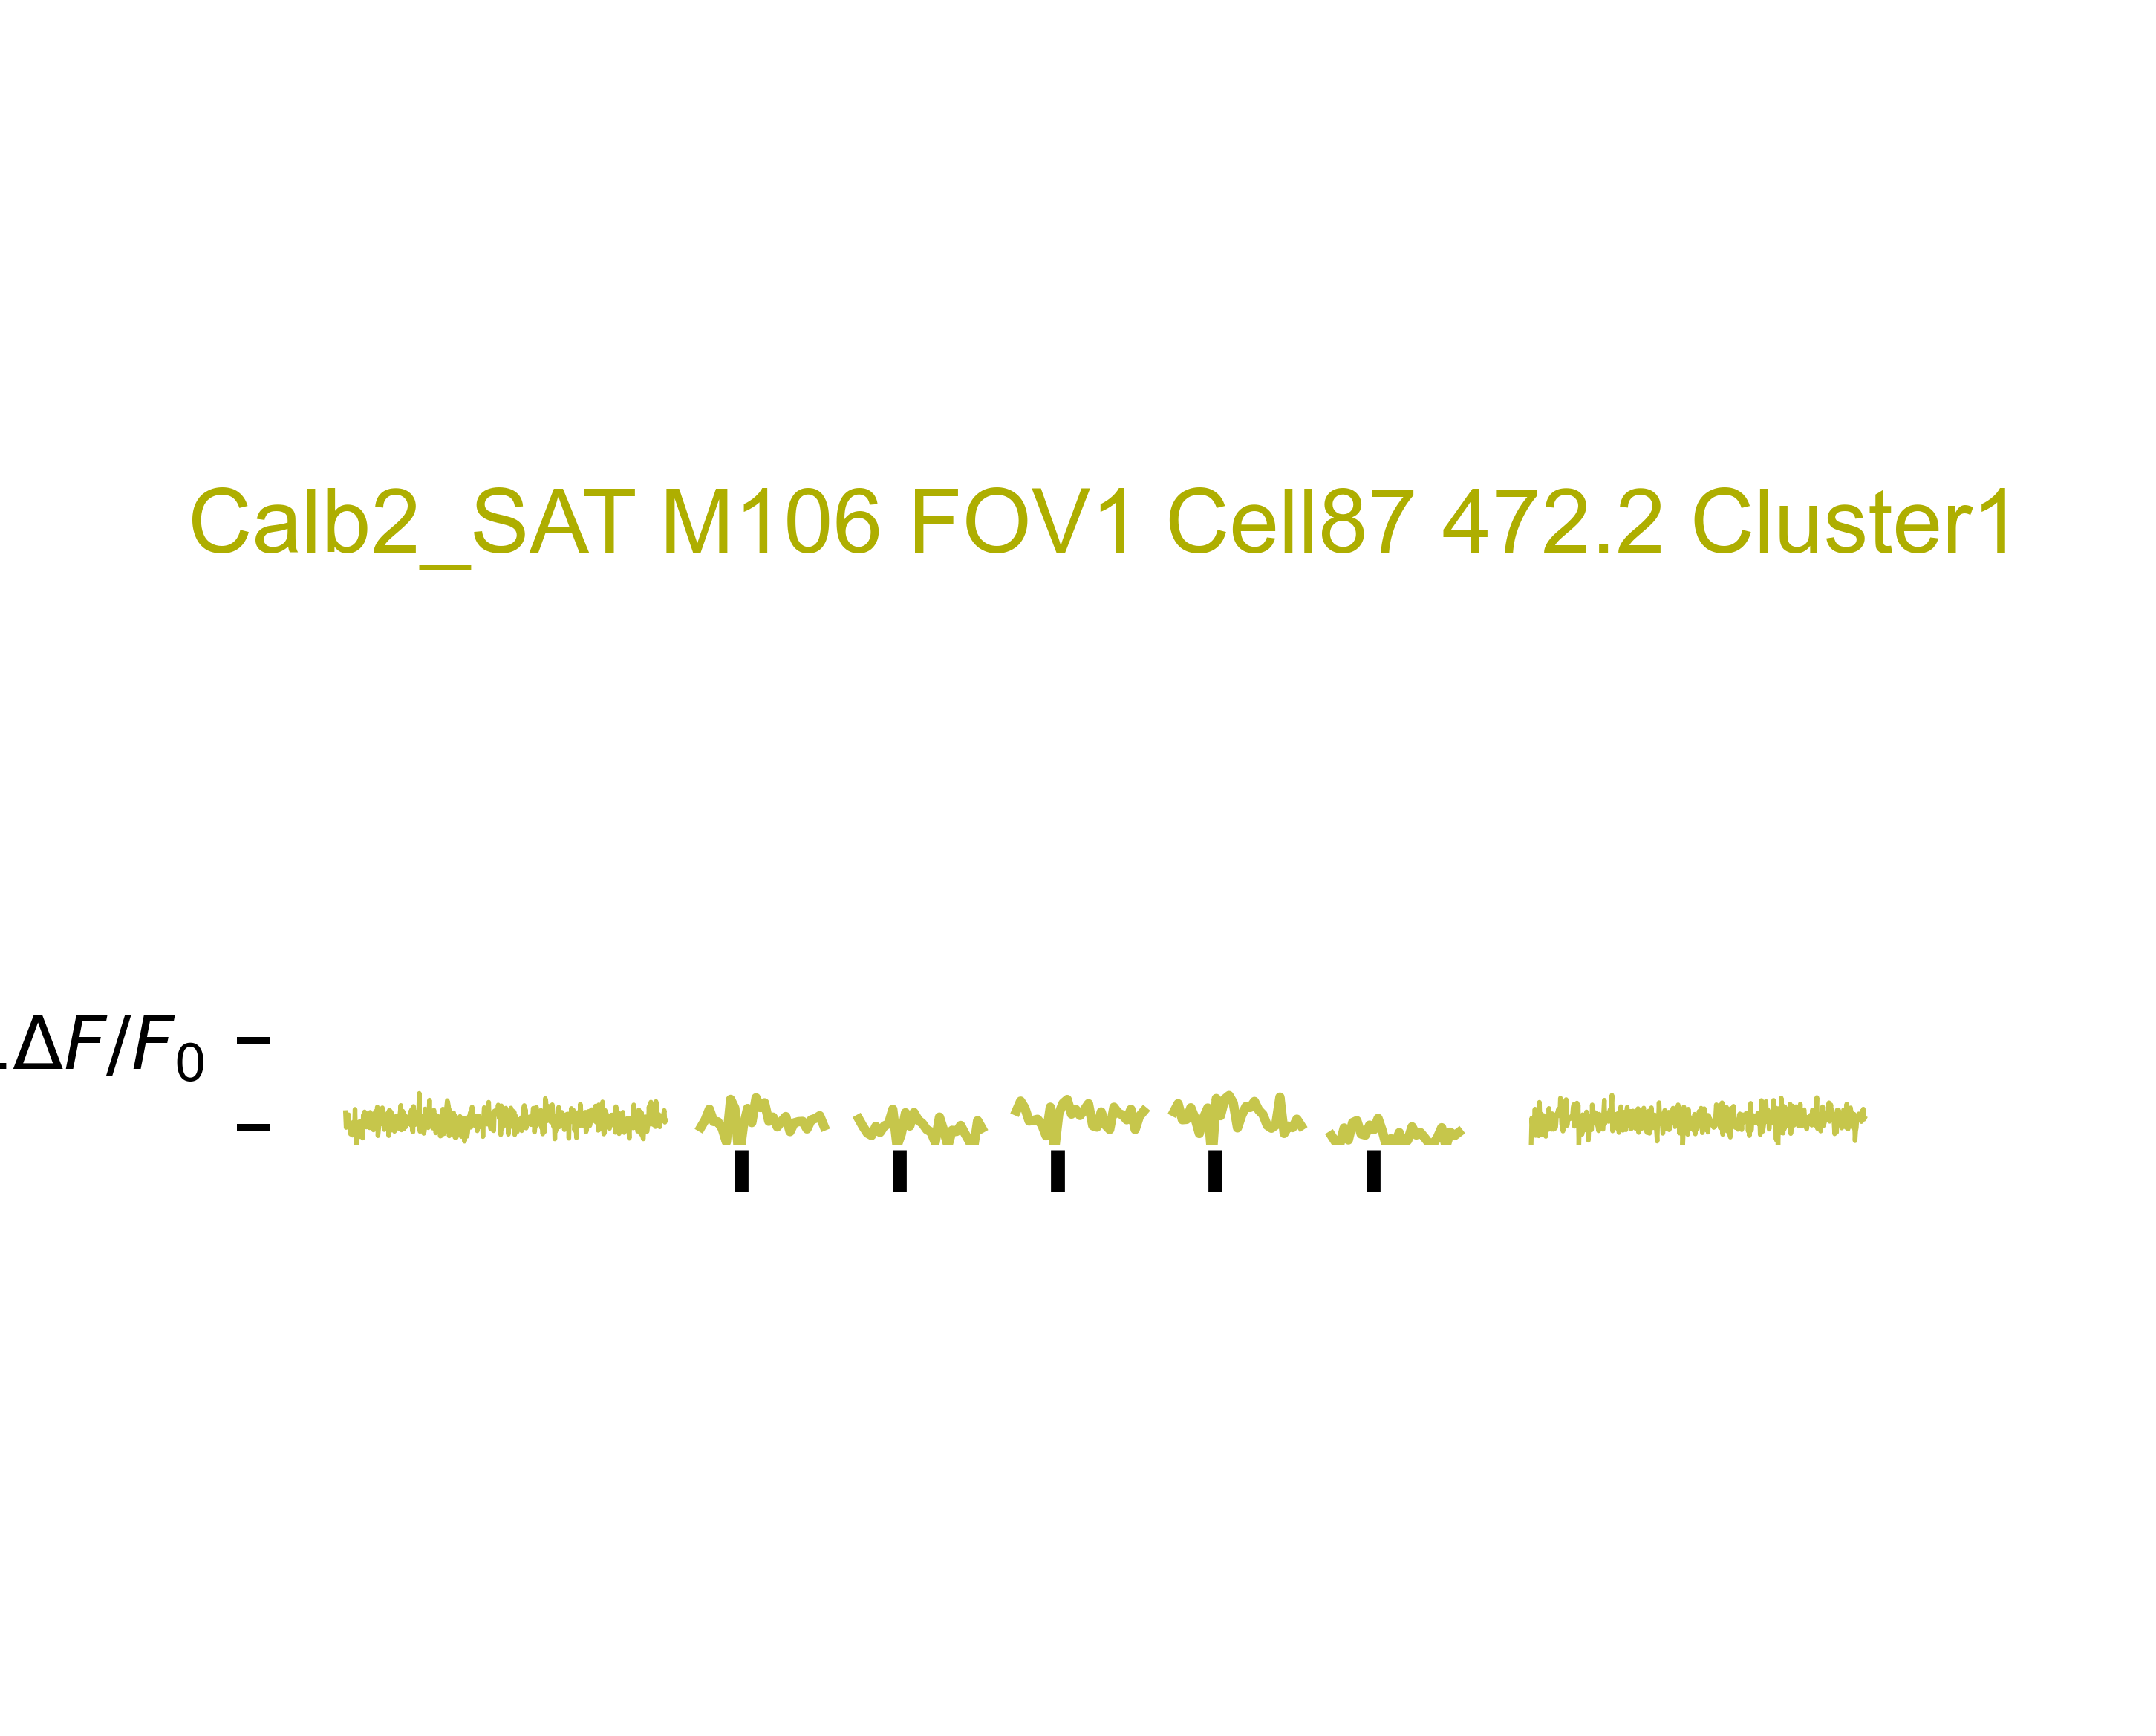 Calb2_SAT M106 FOV1 Cell87 472.2 Cluster1
.ΔF/F₀